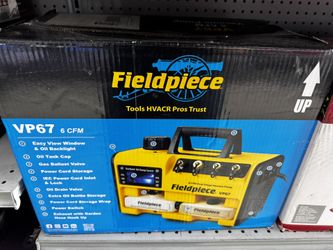 Fieldpiece
Tools HVACR Pros Trust
UP
VP67 6 CFM
Easy View Window
& Oil Backlight
Oil Tank Cap
Gas Ballast Valve
Power Cord Storage
IEC Power Cord Inlet
& Lock
Oil Drain Valve
Extra Oil Bottle Storage
Power Cord Storage Wrap
Power Switch
Exhaust with Garden
Hose Hook Up
Fieldpiece
VP67